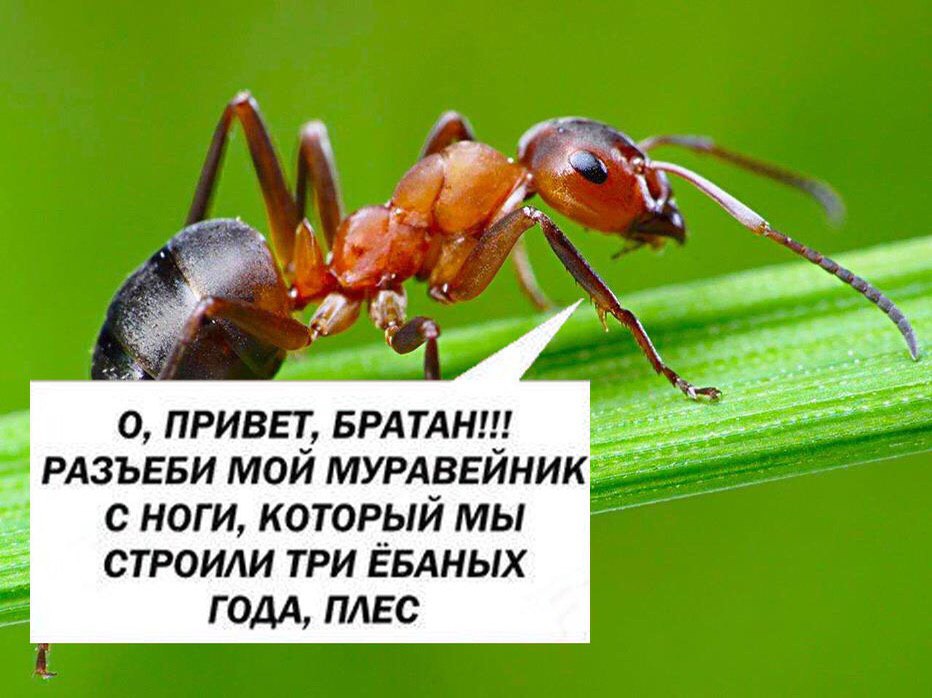 О, ПРИВЕТ, БРАТАН!!!
РАЗЪЕБИ МОЙ МУРАВЕЙНИК
С НОГИ, КОТОРЫЙ МЫ
СТРОИЛИ ТРИ ЁБАНЫХ
ГОДА, ПЛЕС